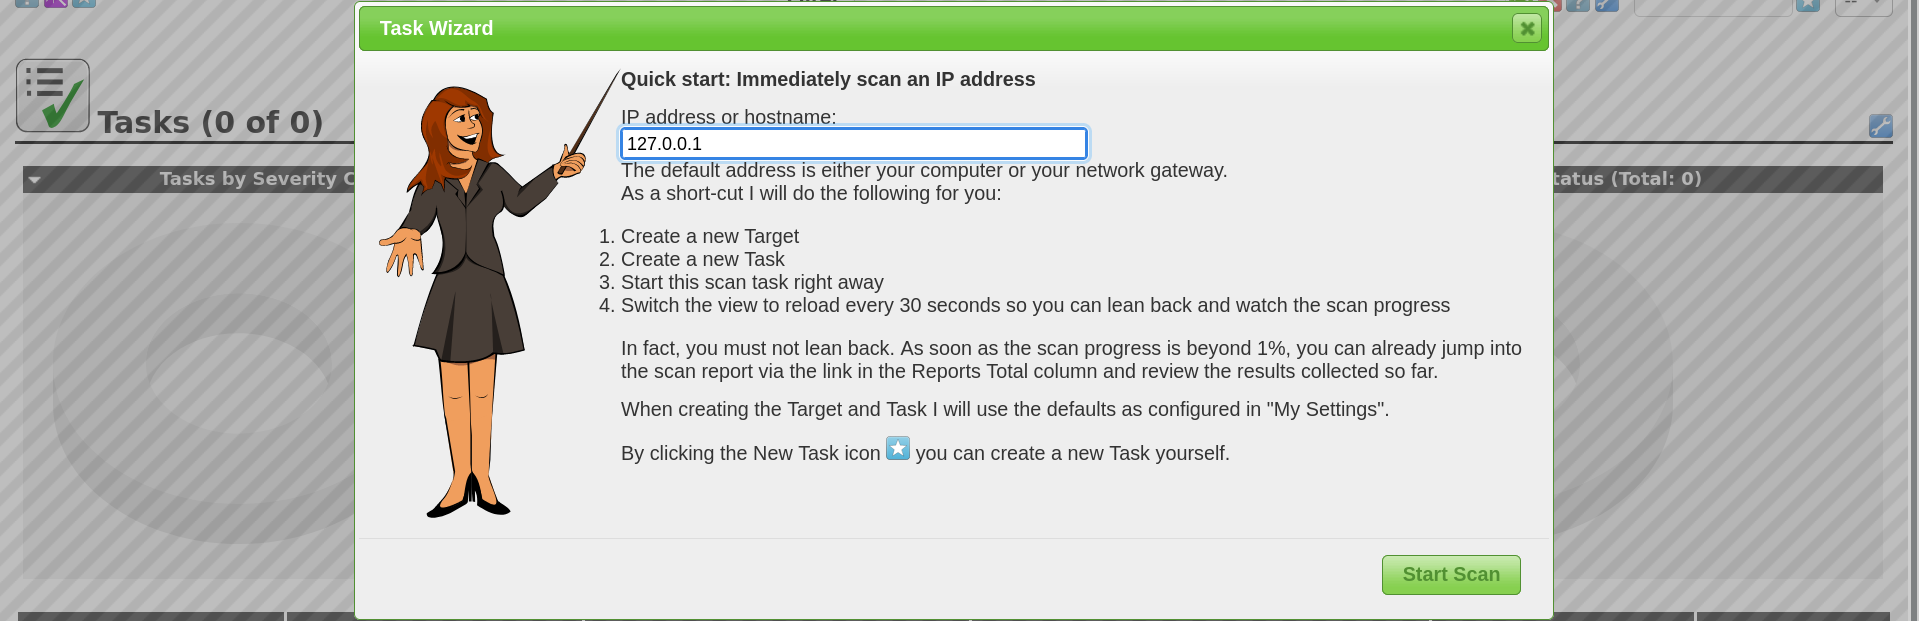 Task Wizard
Quick start: Immediately scan an IP address
IP address or hostname:
127.0.0.1
The default address is either your computer or your network gateway.
As a short-cut I will do the following for you:
1. Create a new Target
2. Create a new Task
3. Start this scan task right away
4. Switch the view to reload every 30 seconds so you can lean back and watch the scan progress
In fact, you must not lean back. As soon as the scan progress is beyond 1%, you can already jump into
the scan report via the link in the Reports Total column and review the results collected so far.
When creating the Target and Task I will use the defaults as configured in "My Settings".
By clicking the New Task icon you can create a new Task yourself.
Start Scan
Tasks (0 of 0)
Tasks by Severity C
tatus (Total: 0)
--